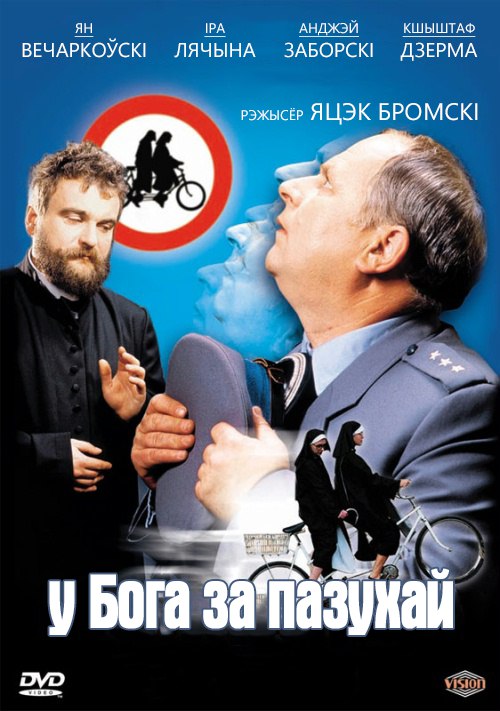 ЯН
ВЕЧАРКОЎСКІ
ІРА
ЛЯЧЫНА
АНДЖЭЙ
ЗАБОРСКІ
КШЫШТАФ
ДЗЕРМА
РЭЖЫСЁР ЯЦЭК БРОМСКІ
у Бога за пазухай
DVD
VIDEO
VISION